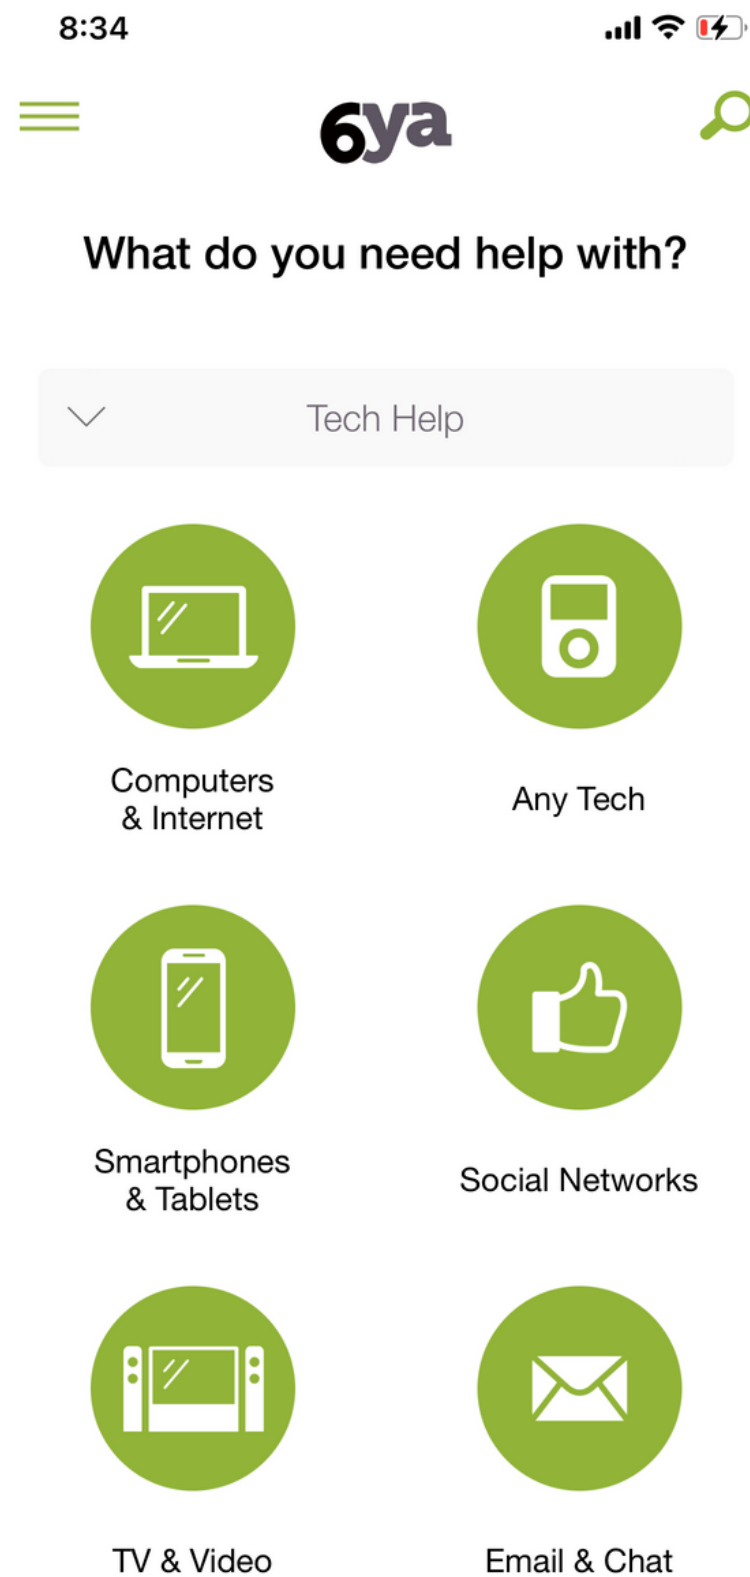 8:34
6ya
What do you need help with?
Tech Help
Computers
& Internet
Any Tech
Smartphones
& Tablets
Social Networks
TV & Video
Email & Chat